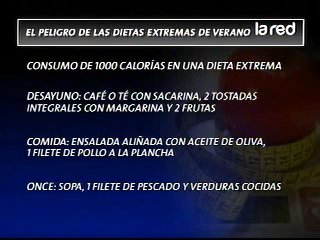 EL PELIGRO DE LAS DIETAS EXTREMAS DE VERANO
la red
CONSUMO DE 1000 CALORÍAS EN UNA DIETA EXTREMA
DESAYUNO: CAFÉ O TÉ CON SACARINA, 2 TOSTADAS
INTEGRALES CON MARGARINA Y 2 FRUTAS
COMIDA: ENSALADA ALIÑADA CON ACEITE DE OLIVA,
1 FILETE DE POLLO A LA PLANCHA
ONCE: SOPA, 1 FILETE DE PESCADO Y VERDURAS COCIDAS